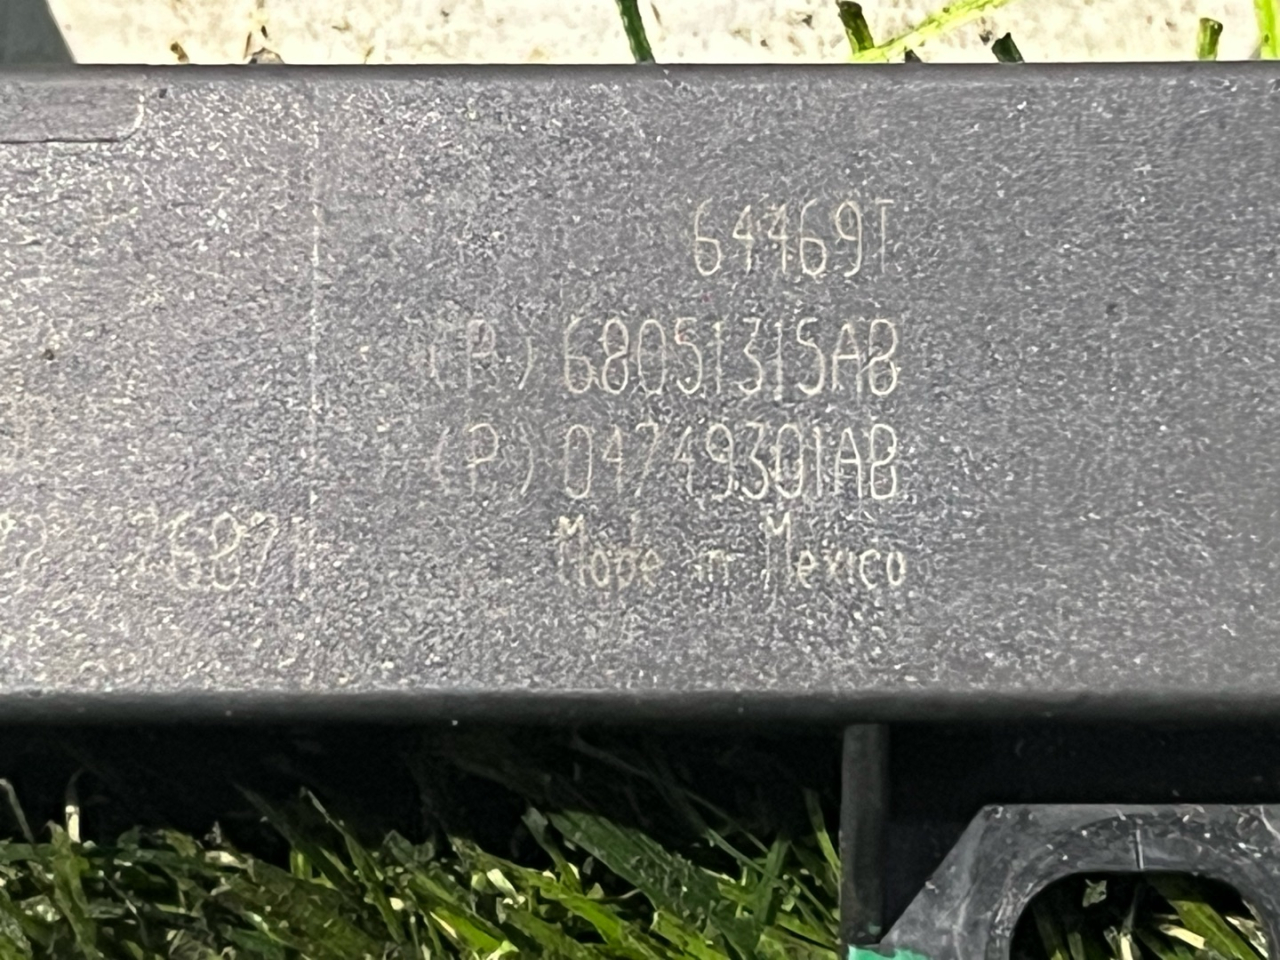 64469T
(R) 68051315AB
(P) 04749301AB
Made in Mexico